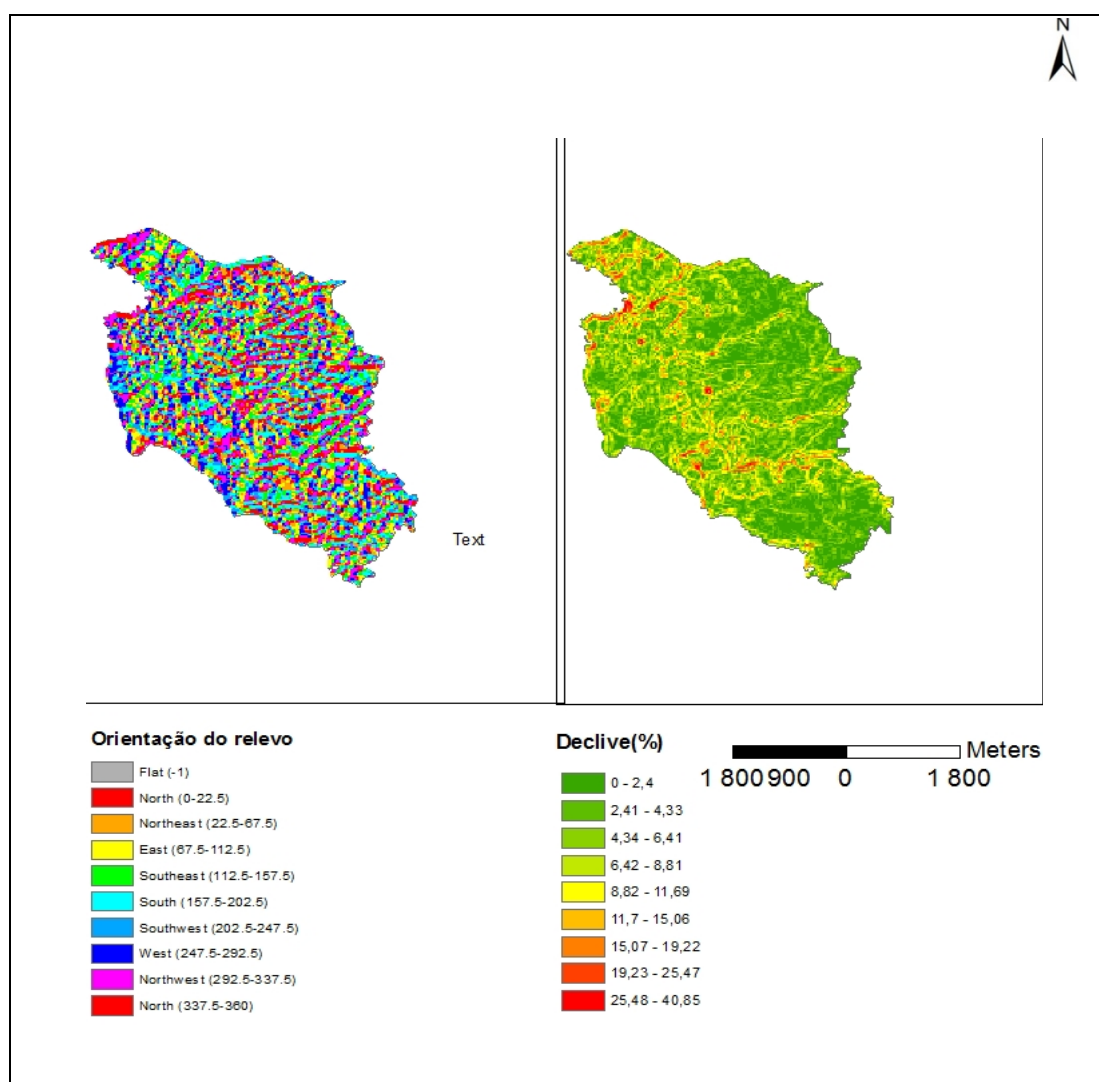 N
Text
Orientação do relevo
Flat (-1)
North (0-22.5)
Northeast (22.5-67.5)
East (67.5-112.5)
Southeast (112.5-157.5)
South (157.5-202.5)
Southwest (202.5-247.5)
West (247.5-292.5)
Northwest (292.5-337.5)
North (337.5-360)
Declive(%)
0 - 2,4
2,41 - 4,33
4,34 - 6,41
6,42 - 8,81
8,82 - 11,69
11,7 - 15,06
15,07 - 19,22
19,23 - 25,47
25,48 - 40,85
Meters
1 800 900 0 1 800